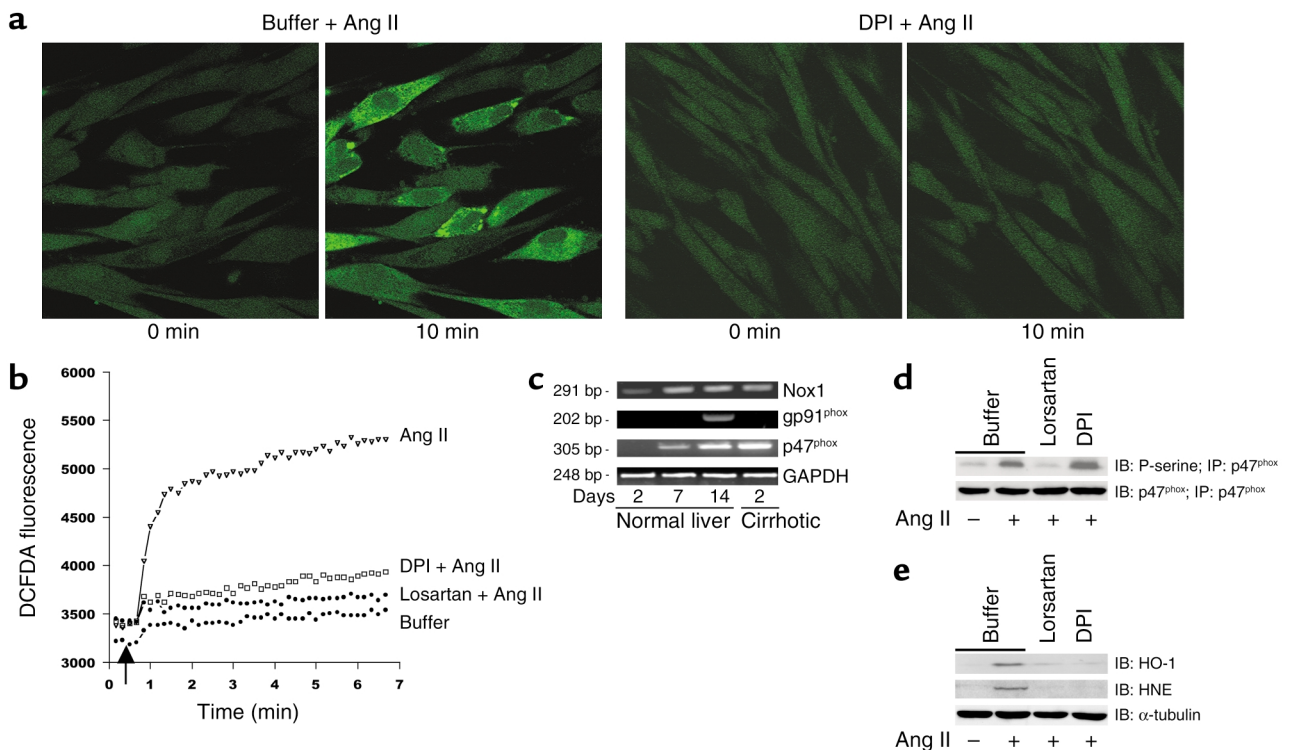 a
Buffer + Ang II
DPI + Ang II
0 min
10 min
0 min
10 min
b
DCFDA fluorescence
6000
5500
5000
4500
4000
3500
3000
0 1 2 3 4 5 6 7
Time (min)
Ang II
DPI + Ang II
Losartan + Ang II
Buffer
c
291 bp - Nox1
202 bp - gp91phox
305 bp - p47phox
248 bp - GAPDH
Days 2 7 14 2
Normal liver Cirrhotic
d
Buffer Lorsartan DPI
IB: P-serine; IP: p47phox
IB: p47phox; IP: p47phox
Ang II − + + +
e
Buffer Lorsartan DPI
IB: HO-1
IB: HNE
IB: α-tubulin
Ang II − + + +